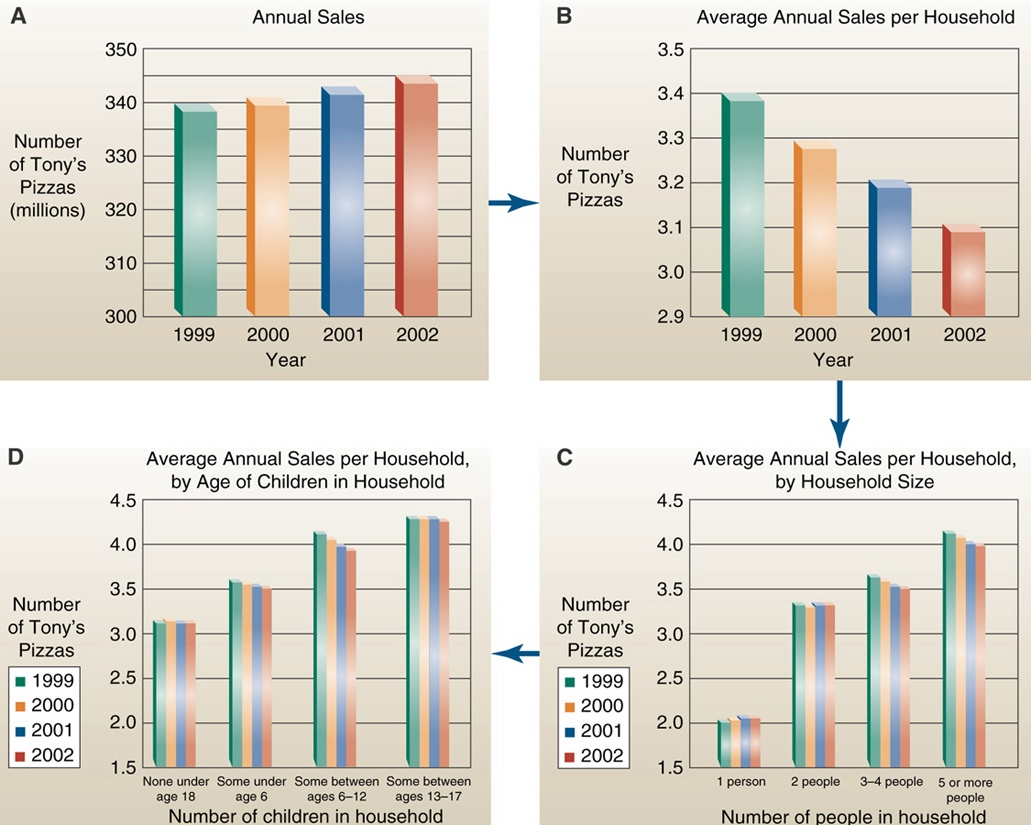 A
Annual Sales
350
340
330
320
310
300
Number
of Tony's
Pizzas
(millions)
1999
2000
2001
2002
Year
B
Average Annual Sales per Household
3.5
3.4
3.3
3.2
3.1
3.0
2.9
Number
of Tony's
Pizzas
1999
2000
2001
2002
Year
D
Average Annual Sales per Household,
by Age of Children in Household
4.5
4.0
3.5
3.0
2.5
2.0
1.5
Number
of Tony's
Pizzas
1999
2000
2001
2002
None under
age 18
Some under
age 6
Some between
ages 6–12
Some between
ages 13–17
Number of children in household
C
Average Annual Sales per Household,
by Household Size
4.5
4.0
3.5
3.0
2.5
2.0
1.5
Number
of Tony's
Pizzas
1999
2000
2001
2002
1 person
2 people
3–4 people
5 or more
people
Number of people in household